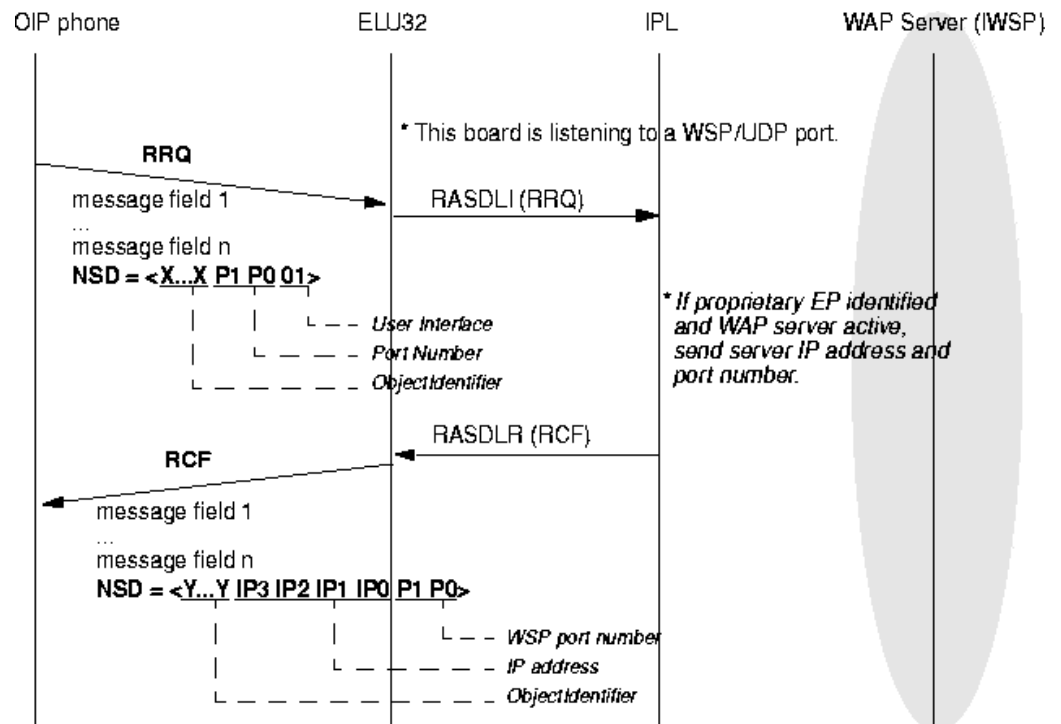 OIP phone ELU32 IPL WAP Server (IWSP)
* This board is listening to a WSP/UDP port.
RRQ
message field 1
...
message field n
NSD = <X...X P1 P0 01>
RASDLI (RRQ)
User Interface
Port Number
ObjectIdentifier
* If proprietary EP identified
and WAP server active,
send server IP address and
port number.
RASDLR (RCF)
RCF
message field 1
...
message field n
NSD = <Y...Y IP3 IP2 IP1 IP0 P1 P0>
WSP port number
IP address
ObjectIdentifier